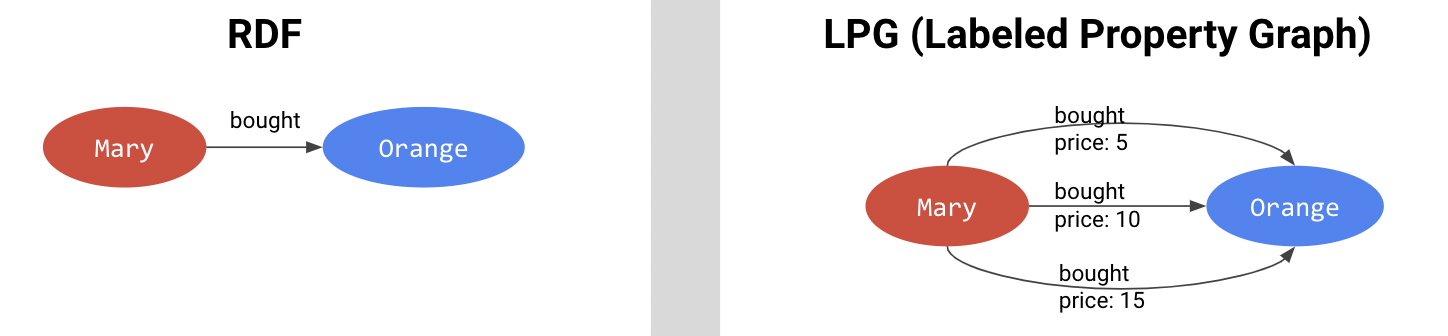 RDF
Mary
bought
Orange
LPG (Labeled Property Graph)
bought
price: 5
Mary
bought
price: 10
Orange
bought
price: 15